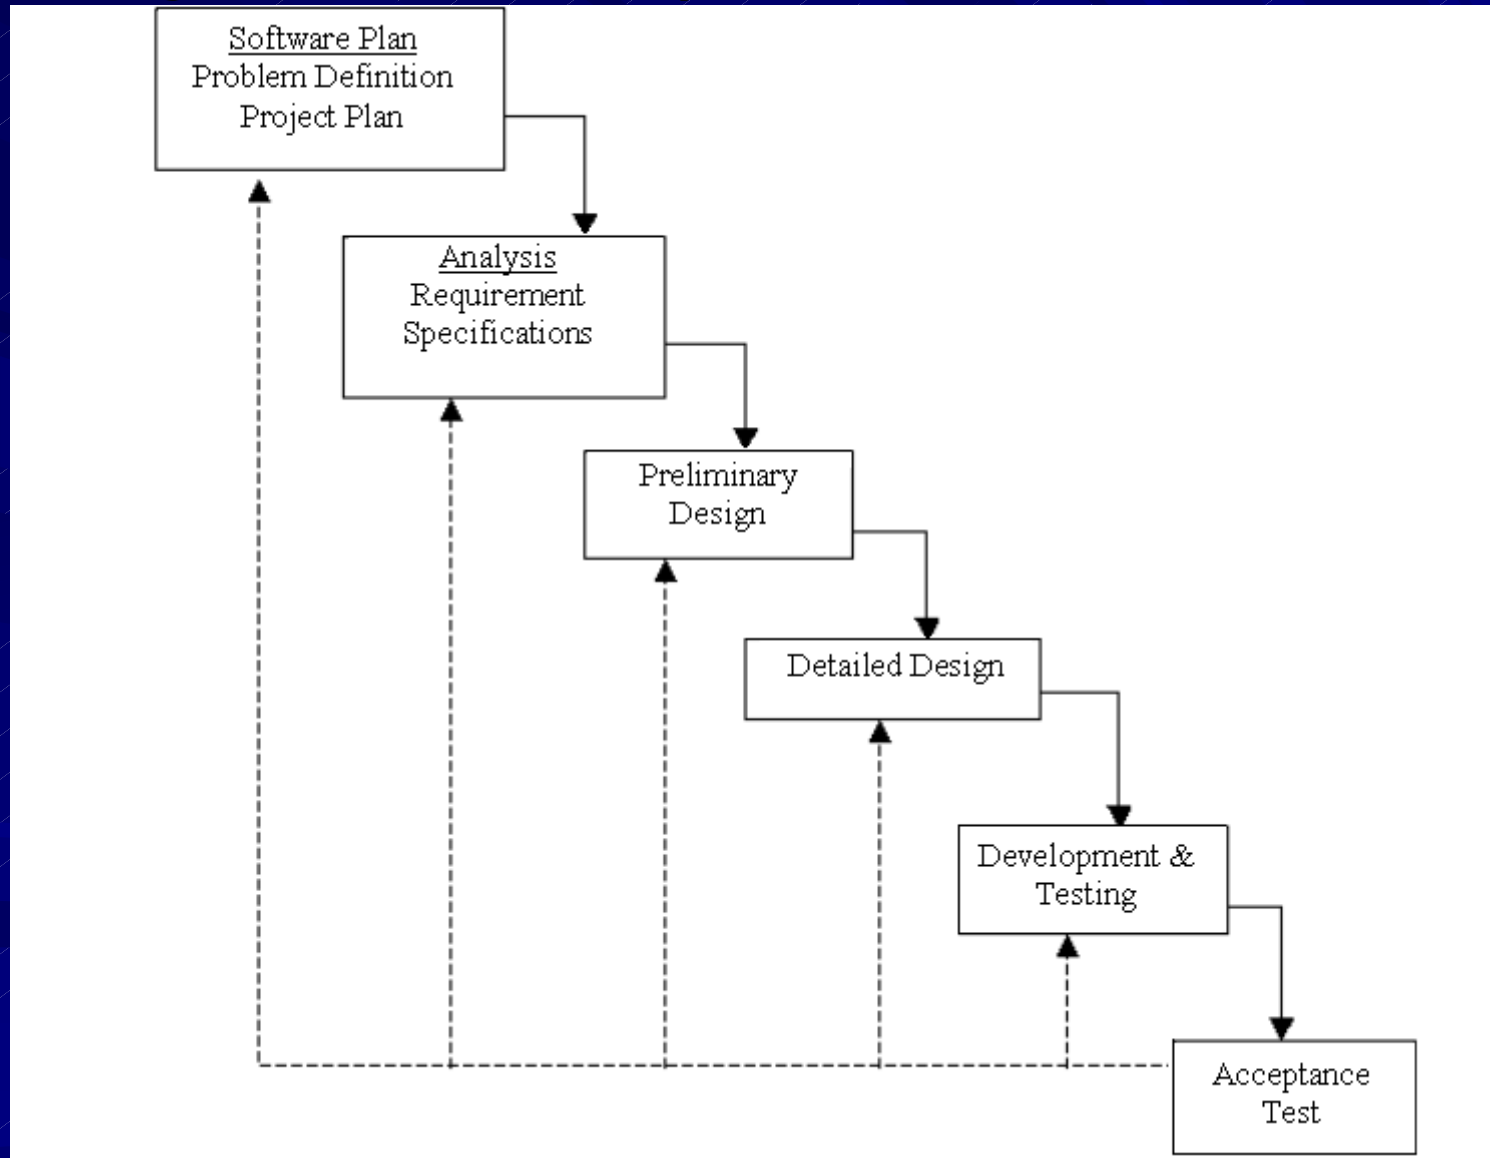 Software Plan
Problem Definition
Project Plan
Analysis
Requirement
Specifications
Preliminary
Design
Detailed Design
Development &
Testing
Acceptance
Test